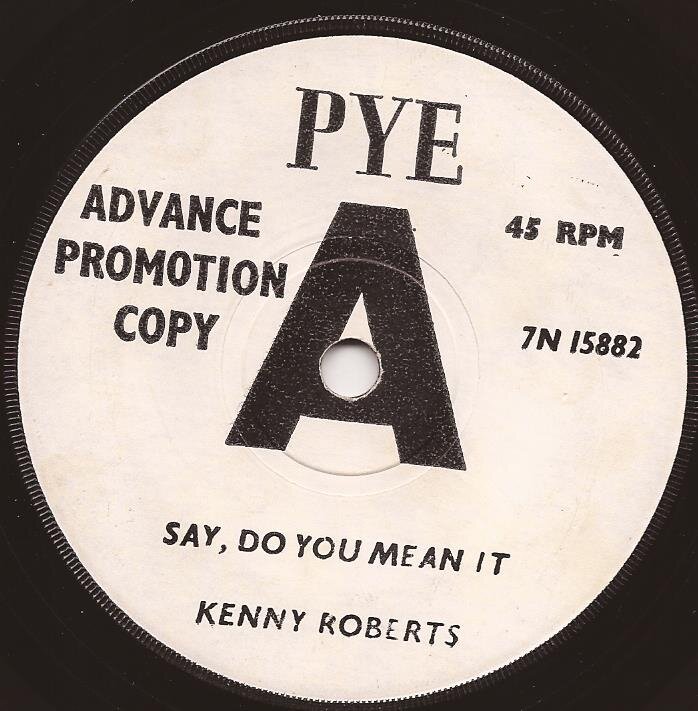 PYE
ADVANCE
PROMOTION
COPY
A
45 RPM
7N 15882
SAY, DO YOU MEAN IT
KENNY ROBERTS